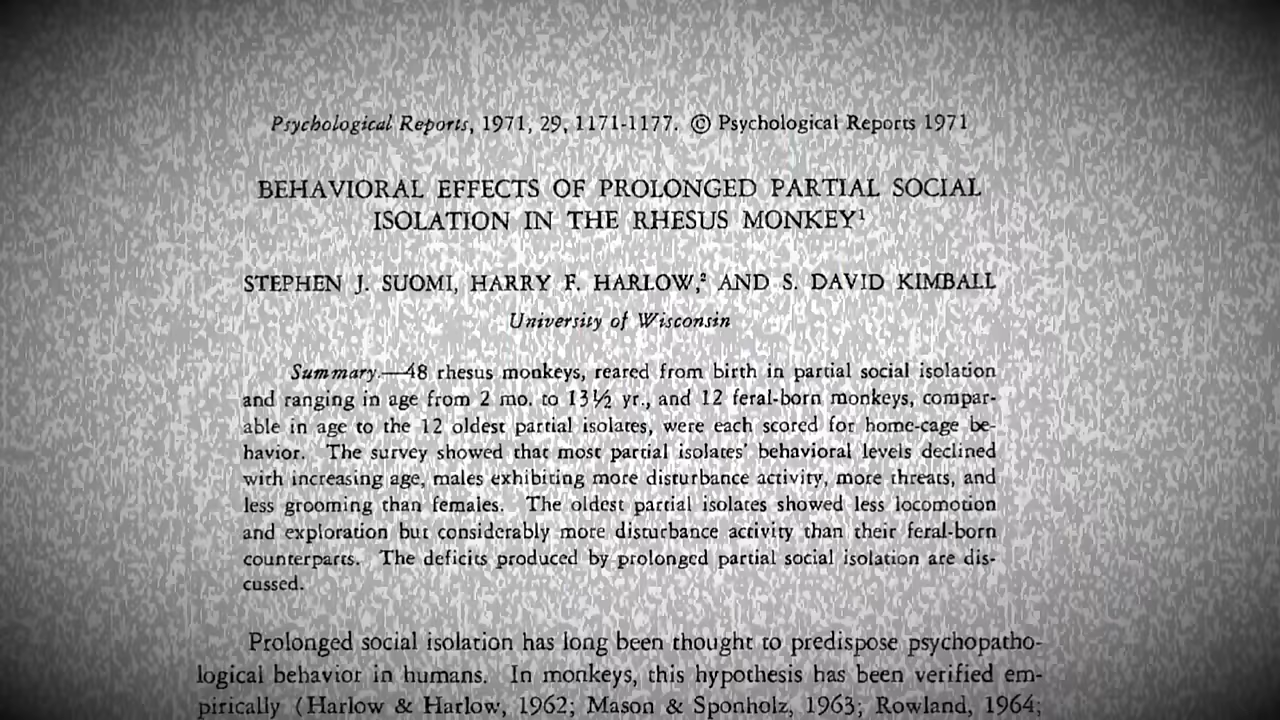 Psychological Reports, 1971, 29, 1171-1177. © Psychological Reports 1971
BEHAVIORAL EFFECTS OF PROLONGED PARTIAL SOCIAL
ISOLATION IN THE RHESUS MONKEY¹
STEPHEN J. SUOMI, HARRY F. HARLOW,² AND S. DAVID KIMBALL
University of Wisconsin
Summary.—48 rhesus monkeys, reared from birth in partial social isolation
and ranging in age from 2 mo. to 13½ yr., and 12 feral-born monkeys, compar-
able in age to the 12 oldest partial isolates, were each scored for home-cage be-
havior. The survey showed that most partial isolates' behavioral levels declined
with increasing age, males exhibiting more disturbance activity, more threats, and
less grooming than females. The oldest partial isolates showed less locomotion
and exploration but considerably more disturbance activity than their feral-born
counterparts. The deficits produced by prolonged partial social isolation are dis-
cussed.
Prolonged social isolation has long been thought to predispose psychopatho-
logical behavior in humans. In monkeys, this hypothesis has been verified em-
pirically (Harlow & Harlow, 1962; Mason & Sponholz, 1963; Rowland, 1964;